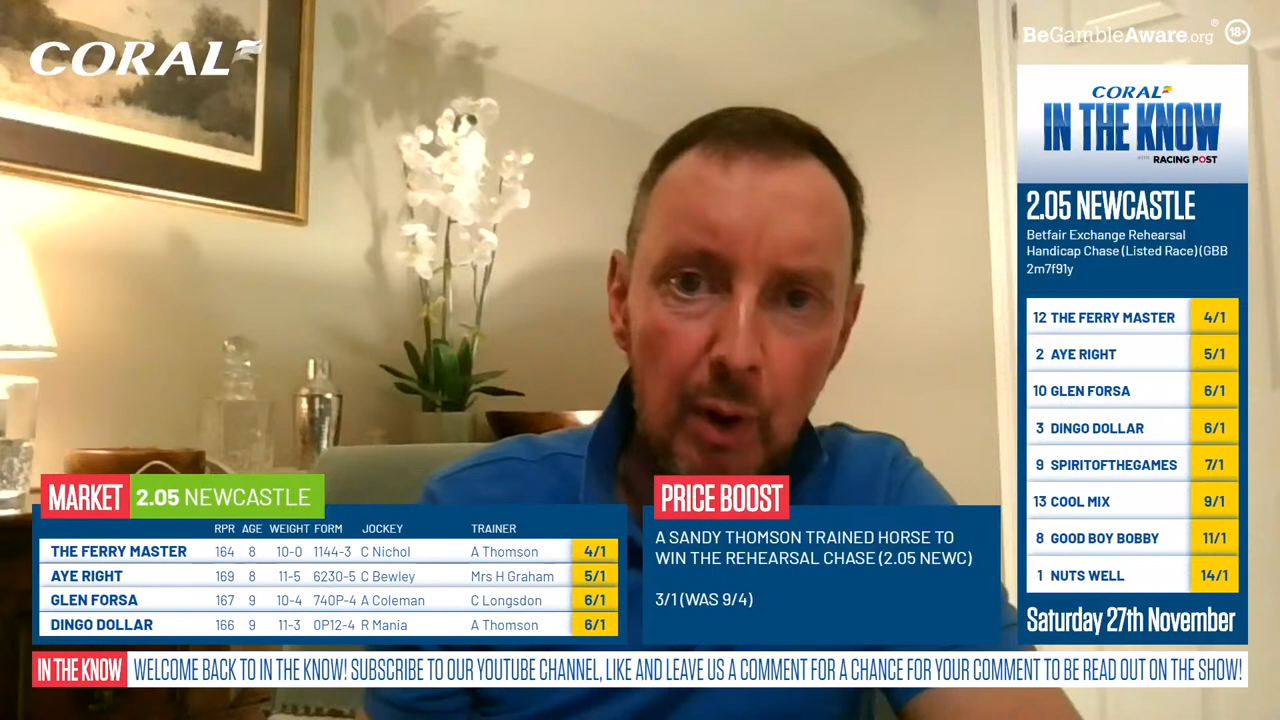 CORAL
BeGambleAware.org® 18+
CORAL
IN THE KNOW
WITH RACING POST
2.05 NEWCASTLE
Betfair Exchange Rehearsal
Handicap Chase (Listed Race) (GBB
2m7f91y
12 THE FERRY MASTER 4/1
2 AYE RIGHT 5/1
10 GLEN FORSA 6/1
3 DINGO DOLLAR 6/1
9 SPIRITOFTHEGAMES 7/1
13 COOL MIX 9/1
8 GOOD BOY BOBBY 11/1
1 NUTS WELL 14/1
Saturday 27th November
MARKET 2.05 NEWCASTLE
RPR AGE WEIGHT FORM JOCKEY TRAINER
THE FERRY MASTER 164 8 10-0 1144-3 C Nichol A Thomson 4/1
AYE RIGHT 169 8 11-5 6230-5 C Bewley Mrs H Graham 5/1
GLEN FORSA 167 9 10-4 740P-4 A Coleman C Longsdon 6/1
DINGO DOLLAR 166 9 11-3 0P12-4 R Mania A Thomson 6/1
PRICE BOOST
A SANDY THOMSON TRAINED HORSE TO
WIN THE REHEARSAL CHASE (2.05 NEWC)
3/1 (WAS 9/4)
IN THE KNOW WELCOME BACK TO IN THE KNOW! SUBSCRIBE TO OUR YOUTUBE CHANNEL, LIKE AND LEAVE US A COMMENT FOR A CHANCE FOR YOUR COMMENT TO BE READ OUT ON THE SHOW!